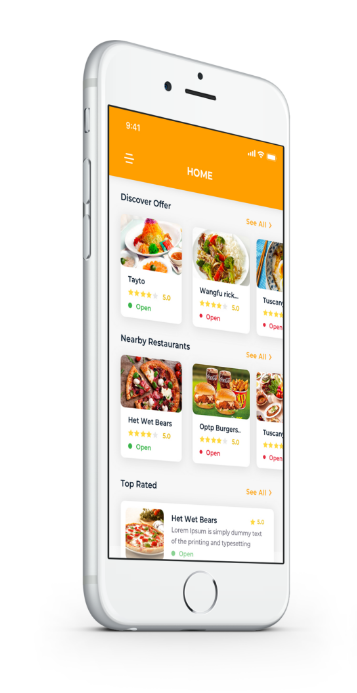 9:41
HOME
Discover Offer
See All >
Tayto
5.0
Open
Wangfu rick...
5.0
Open
Tuscany
Open
Nearby Restaurants
See All >
Het Wet Bears
5.0
Open
Optp Burgers..
5.0
Open
Tuscany
Open
Top Rated
See All >
Het Wet Bears
5.0
Lorem Ipsum is simply dummy text
of the printing and typesetting
Open